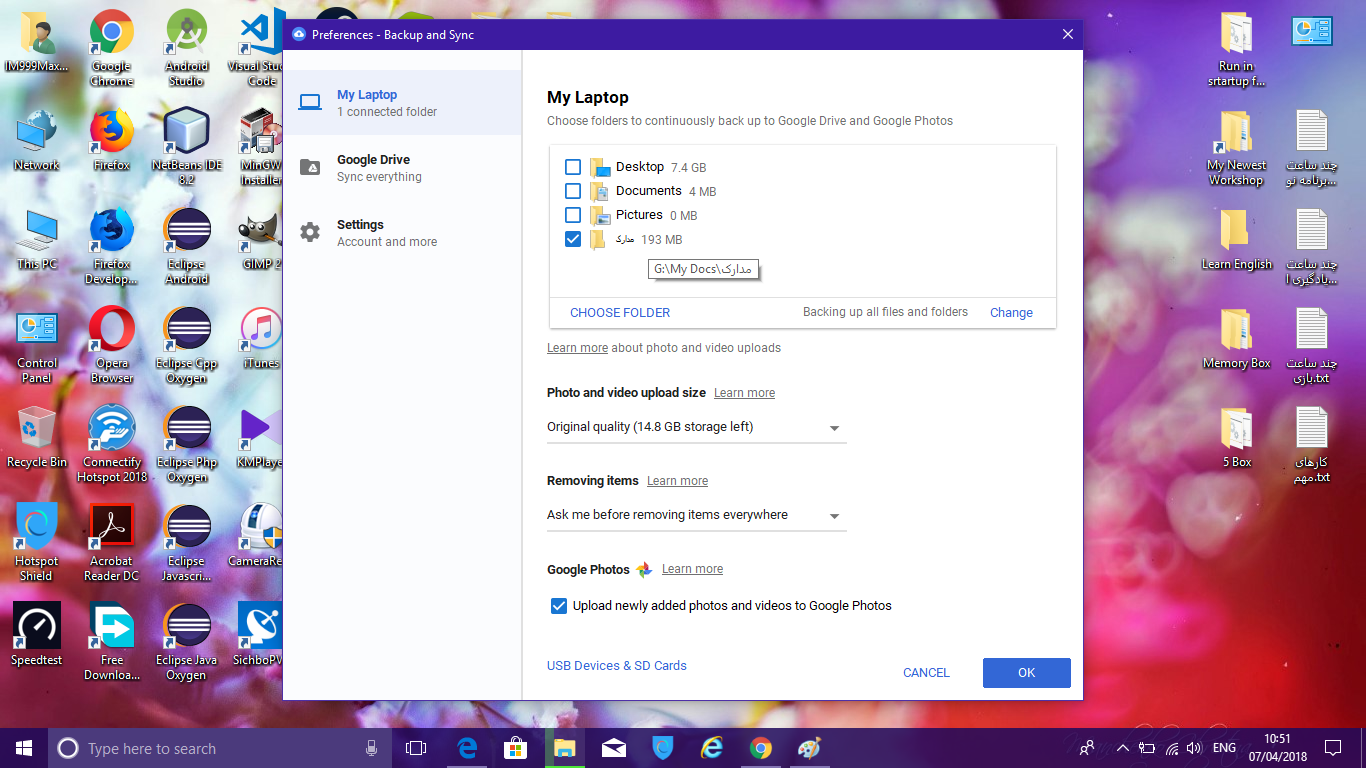 Preferences - Backup and Sync
My Laptop
1 connected folder
Google Drive
Sync everything
Settings
Account and more
My Laptop
Choose folders to continuously back up to Google Drive and Google Photos
Desktop 7.4 GB
Documents 4 MB
Pictures 0 MB
مدارک 193 MB
G:\My Docs\مدارک
CHOOSE FOLDER
Backing up all files and folders
Change
Learn more about photo and video uploads
Photo and video upload size Learn more
Original quality (14.8 GB storage left)
Removing items Learn more
Ask me before removing items everywhere
Google Photos Learn more
Upload newly added photos and videos to Google Photos
USB Devices & SD Cards
CANCEL
OK
IM999Max...
Google
Chrome
Android
Studio
Visual Stud
Code
Network
Firefox
NetBeans IDE
8.2
MinGW
Installer
This PC
Firefox
Develop...
Eclipse
Android
GIMP 2
Control
Panel
Opera
Browser
Eclipse Cpp
Oxygen
iTunes
Recycle Bin
Connectify
Hotspot 2018
Eclipse Php
Oxygen
KMPlaye
Hotspot
Shield
Acrobat
Reader DC
Eclipse
Javascri...
CameraRe
Speedtest
Free
Downloa...
Eclipse Java
Oxygen
SichboPV
Run in
srtartup f...
My Newest
Workshop
چند ساعت
برنامه نو...
Learn English
چند ساعت
یادگیری ا...
Memory Box
چند ساعت
بازی.txt
5 Box
کارهای
مهم.txt
Type here to search
ENG
10:51
07/04/2018